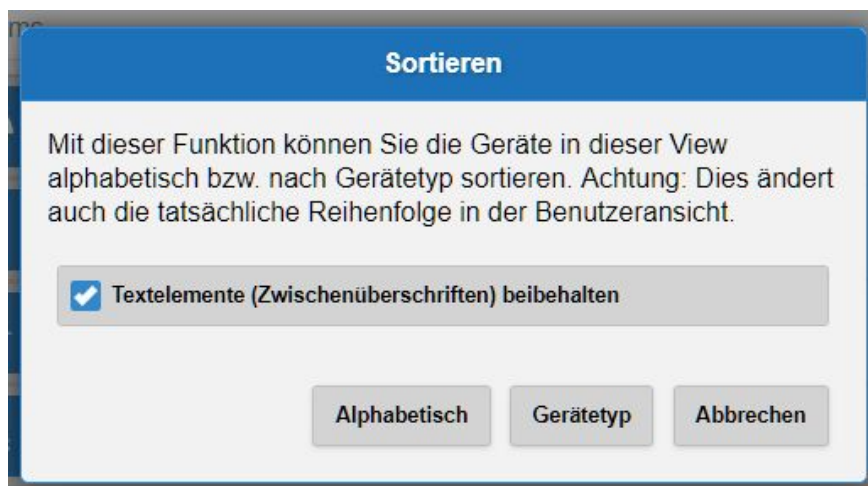 Sortieren
Mit dieser Funktion können Sie die Geräte in dieser View
alphabetisch bzw. nach Gerätetyp sortieren. Achtung: Dies ändert
auch die tatsächliche Reihenfolge in der Benutzeransicht.
Textelemente (Zwischenüberschriften) beibehalten
Alphabetisch Gerätetyp Abbrechen